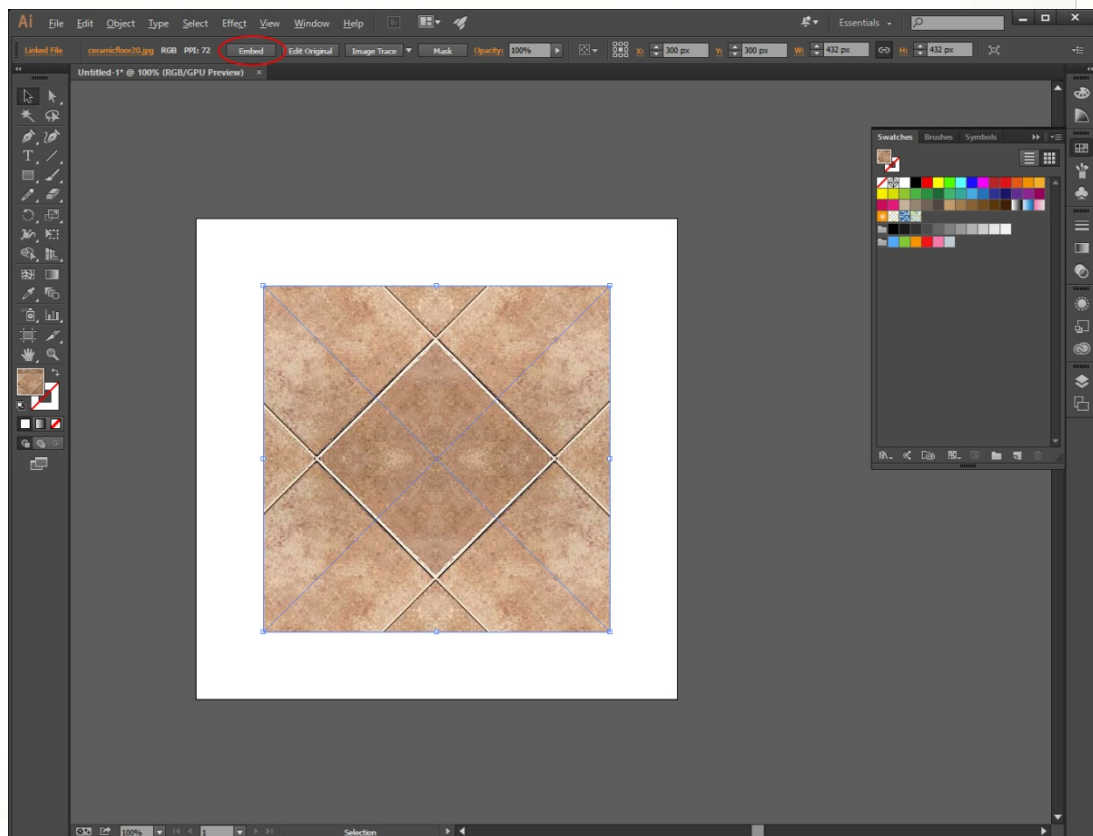 Ai File Edit Object Type Select Effect View Window Help Br Essentials
Linked File ceramicfloor20.jpg RGB PPI: 72 Embed Edit Original Image Trace Mask Opacity: 100% X: 300 px Y: 300 px W: 432 px H: 432 px
Untitled-1* @ 100% (RGB/GPU Preview) ×
Swatches Brushes Symbols
100% 1 Selection